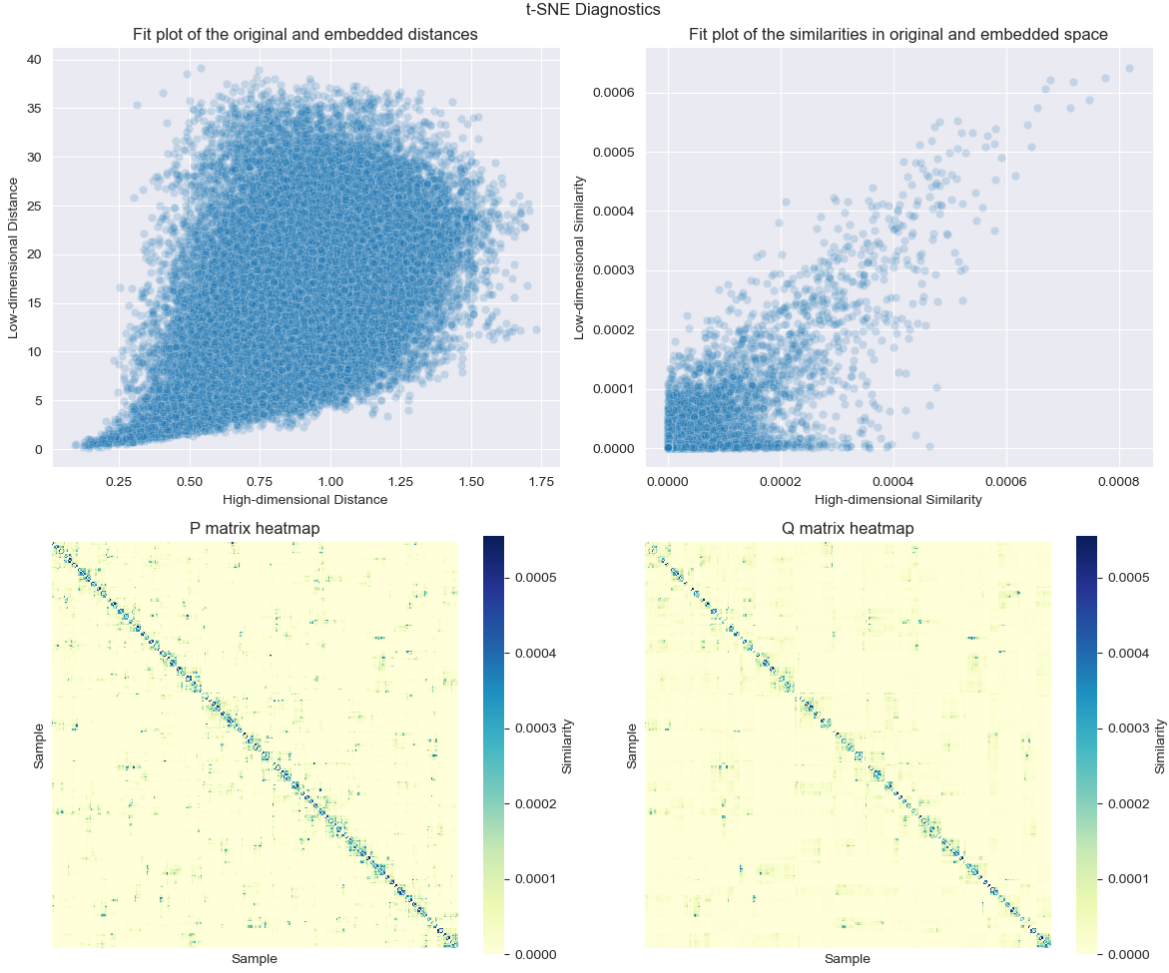 t-SNE Diagnostics
Fit plot of the original and embedded distances
40
35
30
25
20
15
10
5
0
Low-dimensional Distance
0.25 0.50 0.75 1.00 1.25 1.50 1.75
High-dimensional Distance
Fit plot of the similarities in original and embedded space
0.0006
0.0005
0.0004
0.0003
0.0002
0.0001
0.0000
Low-dimensional Similarity
0.0000 0.0002 0.0004 0.0006 0.0008
High-dimensional Similarity
P matrix heatmap
Sample
Sample
0.0005
0.0004
0.0003
0.0002
0.0001
0.0000
Similarity
Q matrix heatmap
Sample
Sample
0.0005
0.0004
0.0003
0.0002
0.0001
0.0000
Similarity